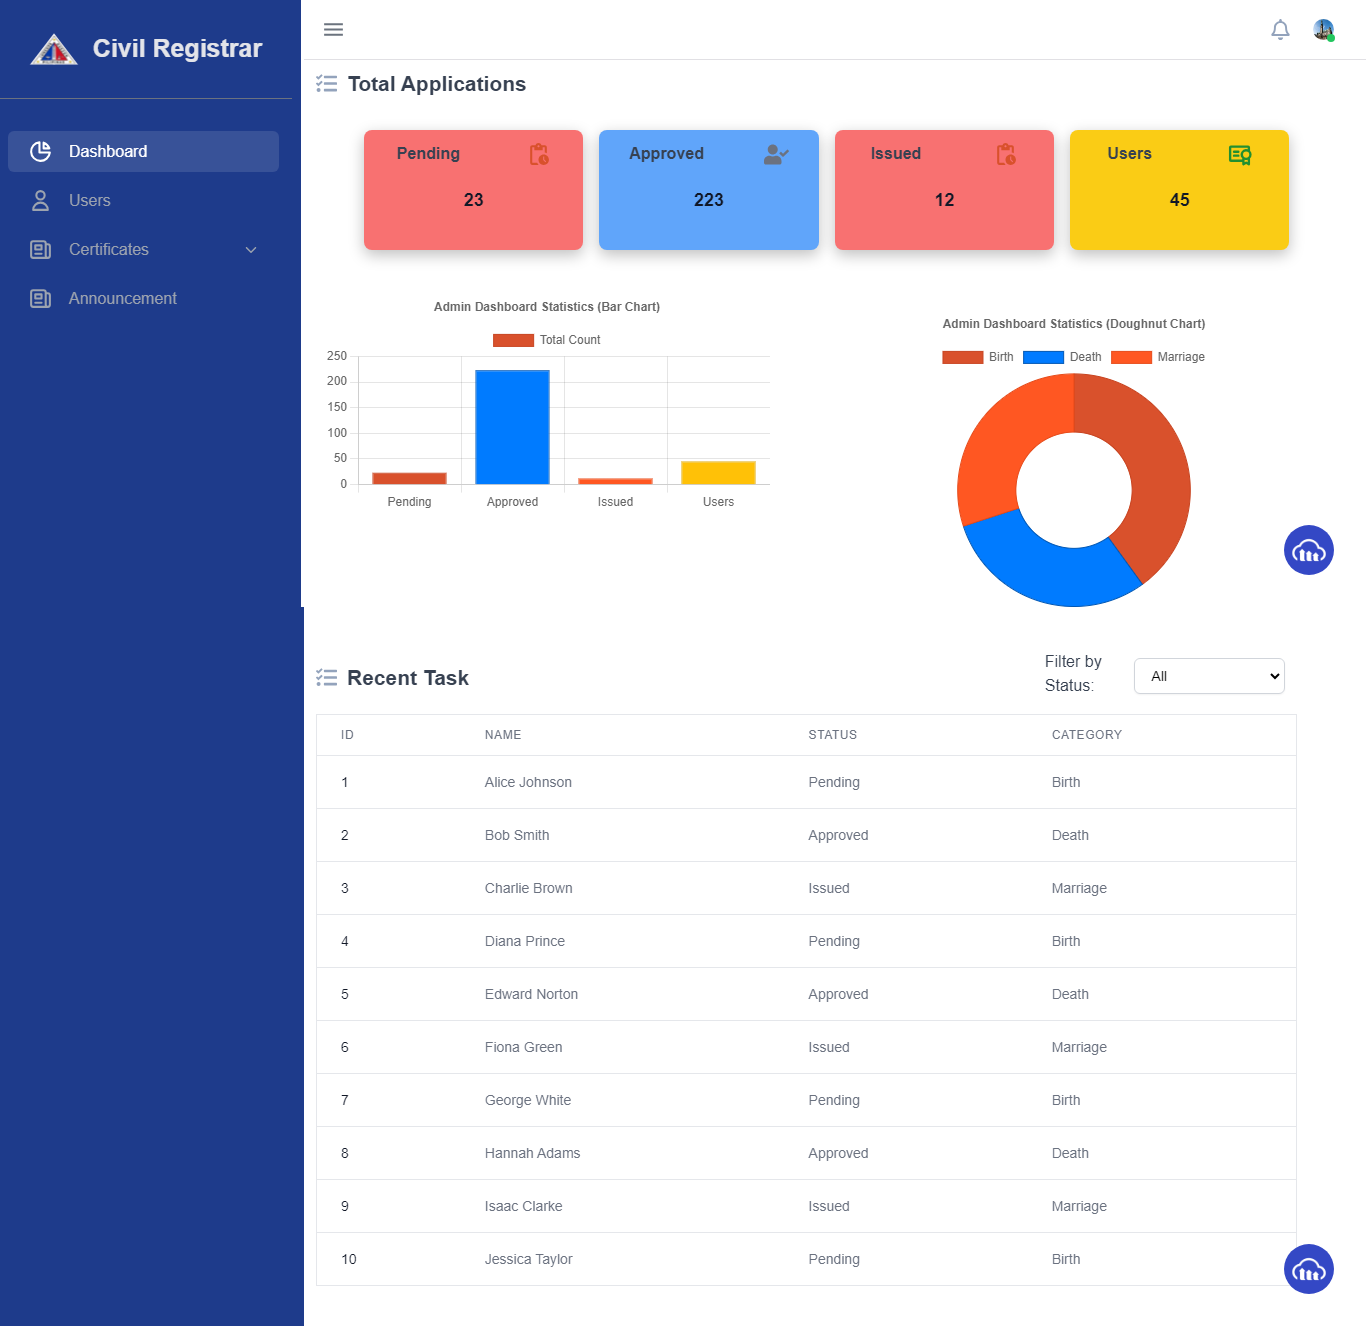 Civil Registrar
Dashboard
Users
Certificates
Announcement
Total Applications
Pending
23
Approved
223
Issued
12
Users
45
Admin Dashboard Statistics (Bar Chart)
Total Count
250
200
150
100
50
0
Pending Approved Issued Users
Admin Dashboard Statistics (Doughnut Chart)
Birth Death Marriage
Recent Task
Filter by
Status:
All
ID NAME STATUS CATEGORY
1 Alice Johnson Pending Birth
2 Bob Smith Approved Death
3 Charlie Brown Issued Marriage
4 Diana Prince Pending Birth
5 Edward Norton Approved Death
6 Fiona Green Issued Marriage
7 George White Pending Birth
8 Hannah Adams Approved Death
9 Isaac Clarke Issued Marriage
10 Jessica Taylor Pending Birth